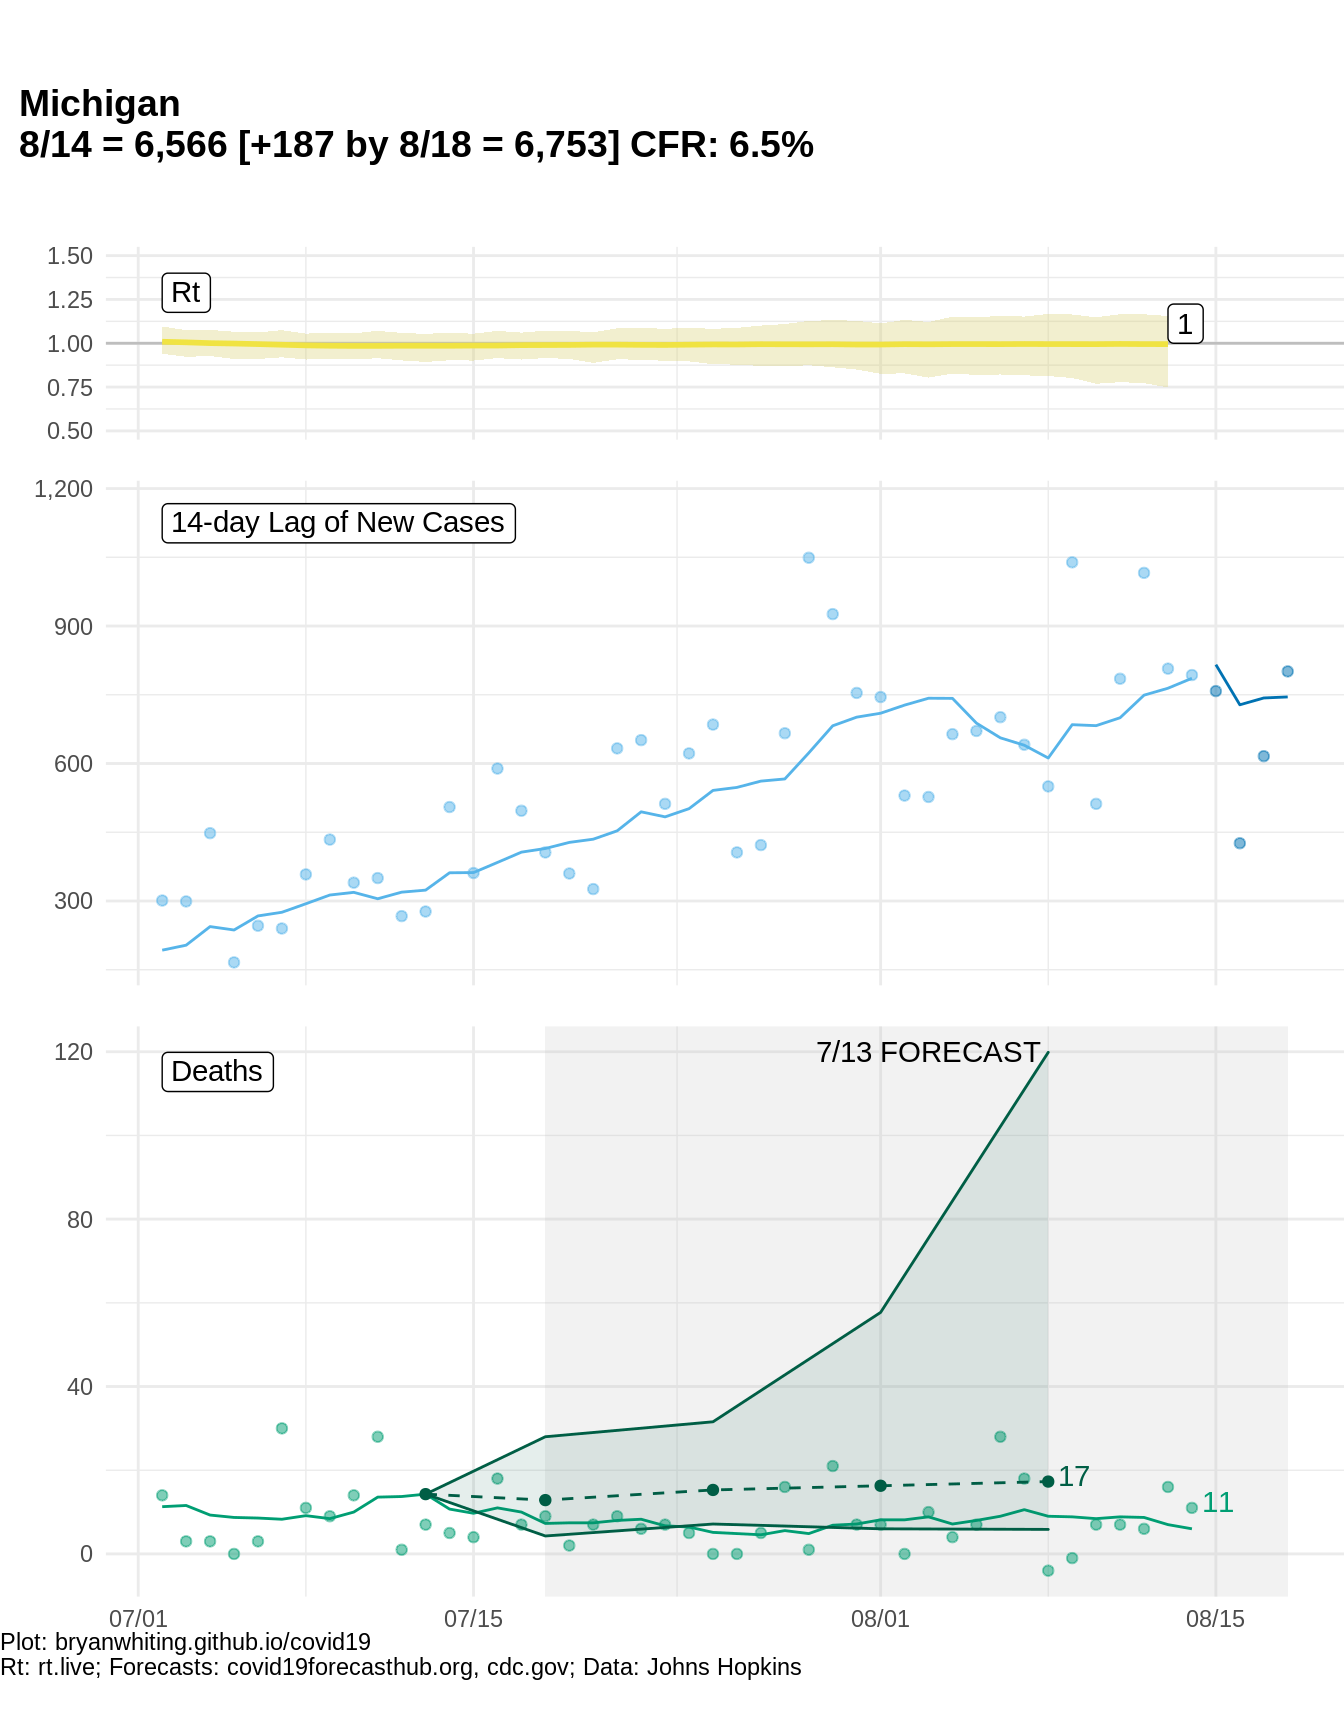 Michigan
8/14 = 6,566 [+187 by 8/18 = 6,753] CFR: 6.5%
1.50
1.25
1.00
0.75
0.50
Rt
1
1,200
900
600
300
14-day Lag of New Cases
120
80
40
0
Deaths
7/13 FORECAST
17
11
07/01
07/15
08/01
08/15
Plot: bryanwhiting.github.io/covid19
Rt: rt.live; Forecasts: covid19forecasthub.org, cdc.gov; Data: Johns Hopkins